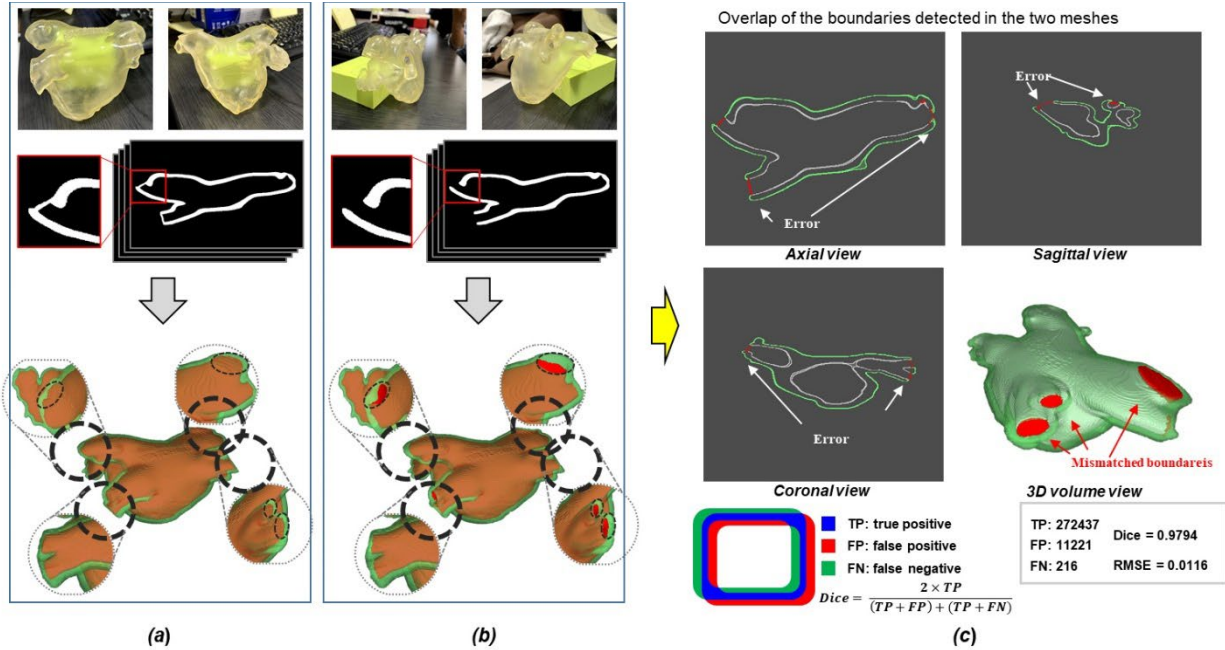 Overlap of the boundaries detected in the two meshes
Error
Error
Axial view
Sagittal view
Error
Mismatched boundareis
Coronal view
3D volume view
TP: true positive
FP: false positive
FN: false negative
Dice = 2 × TP / (TP + FP) + (TP + FN)
TP: 272437
FP: 11221
FN: 216
Dice = 0.9794
RMSE = 0.0116
(a)
(b)
(c)